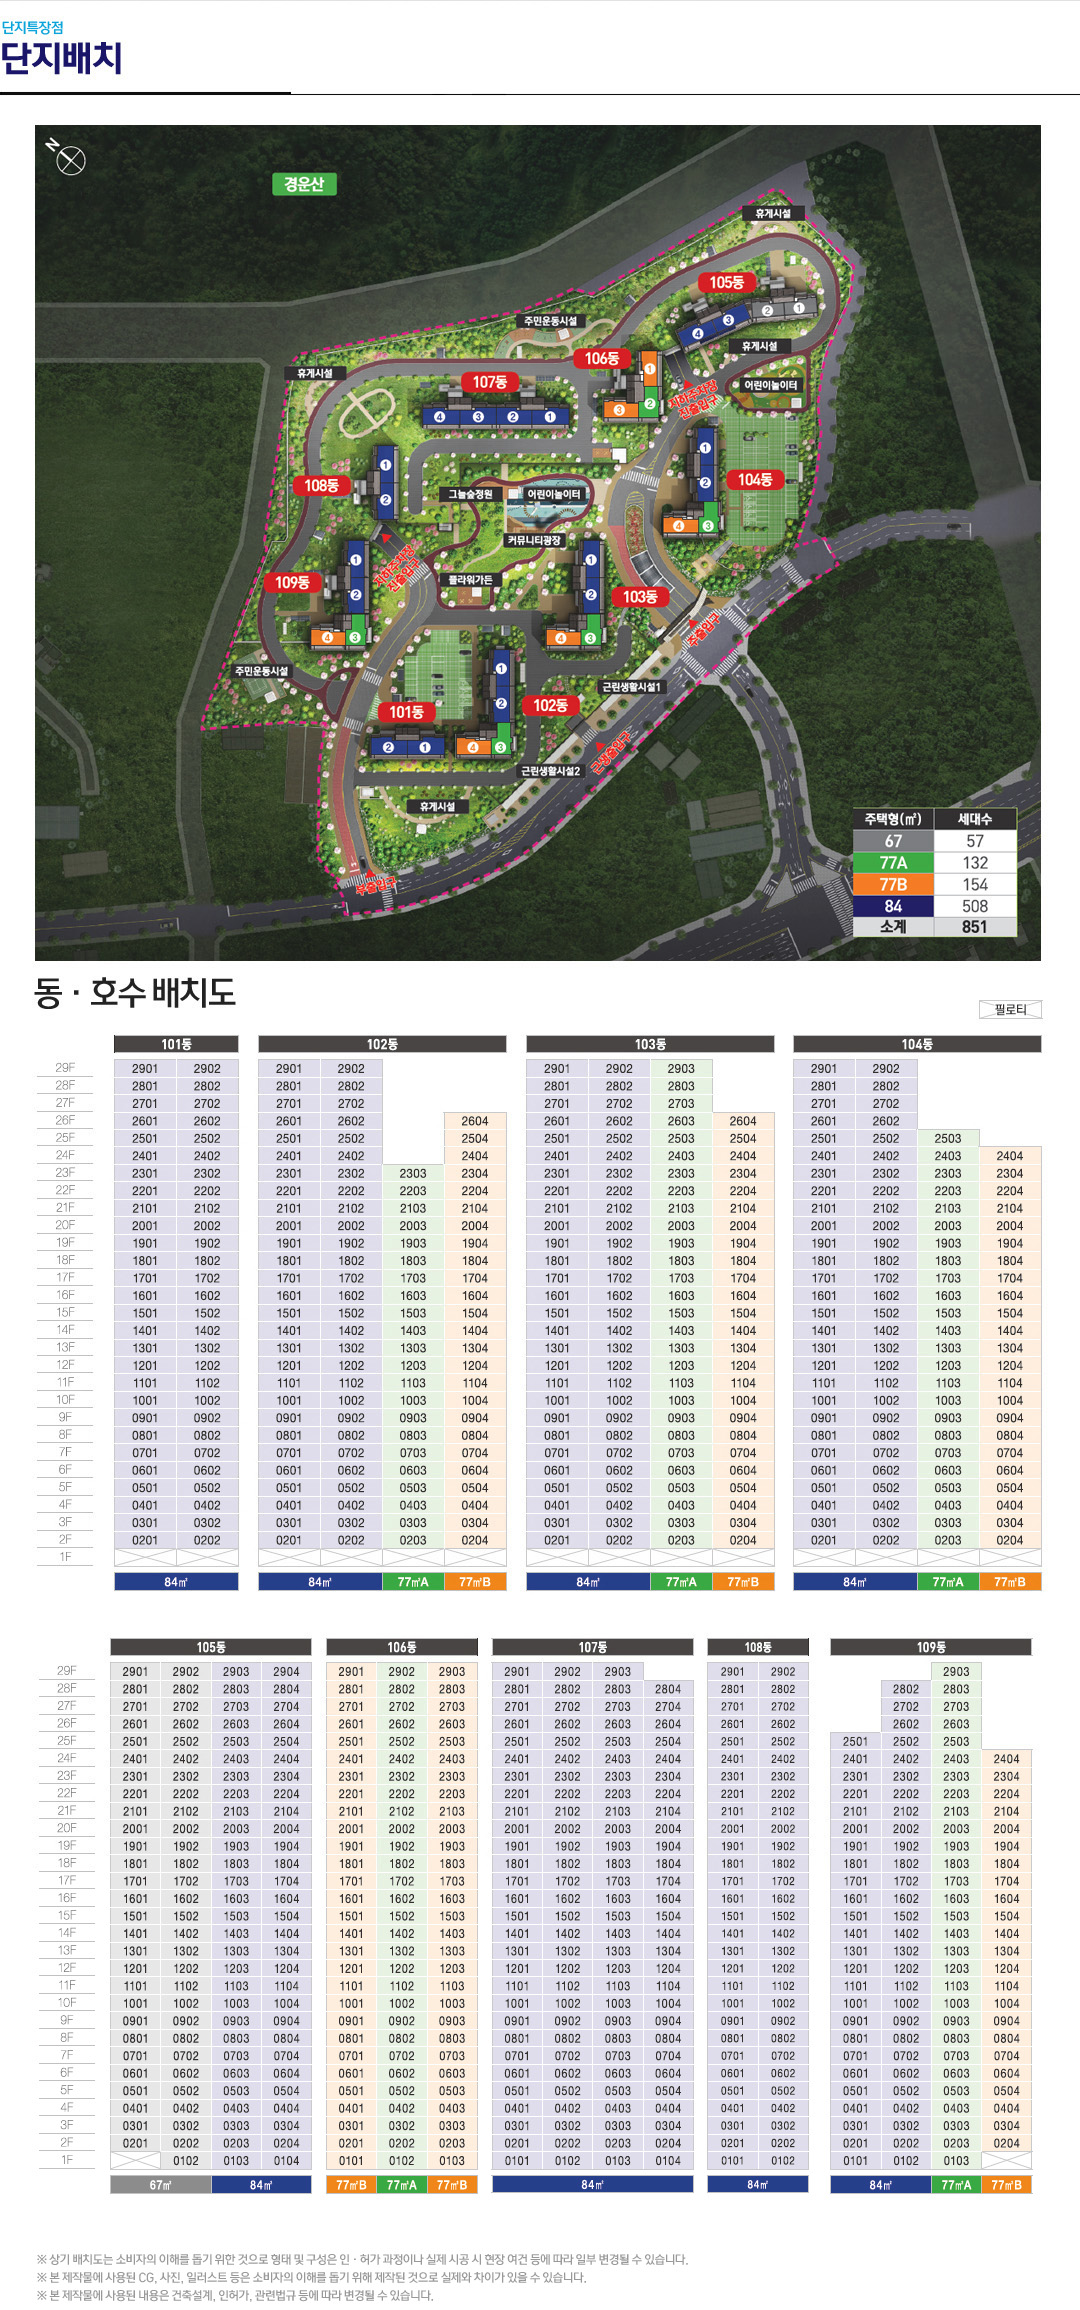 단지특장점
단지배치
N
경운산
휴게시설
105동
4 3 2 1
주민운동시설
휴게시설
106동
1
2
3
지하주차장
진출입구
어린이놀이터
휴게시설
107동
4 3 2 1
108동
1
2
그늘숲정원
어린이놀이터
커뮤니티광장
플라워가든
104동
1
2
4 3
109동
1
2
4 3
지하주차장
진출입구
103동
1
2
4 3
주출입구
주민운동시설
근린생활시설1
101동
2 1
102동
1
2
4 3
근생출입구
근린생활시설2
휴게시설
주출입구
주택형(㎡) 세대수
67 57
77A 132
77B 154
84 508
소계 851
동 · 호수 배치도
필로티
101동 102동 103동 104동
29F 2901 2902 2901 2902 2901 2902 2903 2901 2902
28F 2801 2802 2801 2802 2801 2802 2803 2801 2802
27F 2701 2702 2701 2702 2701 2702 2703 2701 2702
26F 2601 2602 2601 2602 2604 2601 2602 2603 2604 2601 2602
25F 2501 2502 2501 2502 2504 2501 2502 2503 2504 2501 2502 2503
24F 2401 2402 2401 2402 2404 2401 2402 2403 2404 2401 2402 2403 2404
23F 2301 2302 2301 2302 2303 2304 2301 2302 2303 2304 2301 2302 2303 2304
22F 2201 2202 2201 2202 2203 2204 2201 2202 2203 2204 2201 2202 2203 2204
21F 2101 2102 2101 2102 2103 2104 2101 2102 2103 2104 2101 2102 2103 2104
20F 2001 2002 2001 2002 2003 2004 2001 2002 2003 2004 2001 2002 2003 2004
19F 1901 1902 1901 1902 1903 1904 1901 1902 1903 1904 1901 1902 1903 1904
18F 1801 1802 1801 1802 1803 1804 1801 1802 1803 1804 1801 1802 1803 1804
17F 1701 1702 1701 1702 1703 1704 1701 1702 1703 1704 1701 1702 1703 1704
16F 1601 1602 1601 1602 1603 1604 1601 1602 1603 1604 1601 1602 1603 1604
15F 1501 1502 1501 1502 1503 1504 1501 1502 1503 1504 1501 1502 1503 1504
14F 1401 1402 1401 1402 1403 1404 1401 1402 1403 1404 1401 1402 1403 1404
13F 1301 1302 1301 1302 1303 1304 1301 1302 1303 1304 1301 1302 1303 1304
12F 1201 1202 1201 1202 1203 1204 1201 1202 1203 1204 1201 1202 1203 1204
11F 1101 1102 1101 1102 1103 1104 1101 1102 1103 1104 1101 1102 1103 1104
10F 1001 1002 1001 1002 1003 1004 1001 1002 1003 1004 1001 1002 1003 1004
9F 0901 0902 0901 0902 0903 0904 0901 0902 0903 0904 0901 0902 0903 0904
8F 0801 0802 0801 0802 0803 0804 0801 0802 0803 0804 0801 0802 0803 0804
7F 0701 0702 0701 0702 0703 0704 0701 0702 0703 0704 0701 0702 0703 0704
6F 0601 0602 0601 0602 0603 0604 0601 0602 0603 0604 0601 0602 0603 0604
5F 0501 0502 0501 0502 0503 0504 0501 0502 0503 0504 0501 0502 0503 0504
4F 0401 0402 0401 0402 0403 0404 0401 0402 0403 0404 0401 0402 0403 0404
3F 0301 0302 0301 0302 0303 0304 0301 0302 0303 0304 0301 0302 0303 0304
2F 0201 0202 0201 0202 0203 0204 0201 0202 0203 0204 0201 0202 0203 0204
1F
84㎡ 84㎡ 77㎡A 77㎡B 84㎡ 77㎡A 77㎡B 84㎡ 77㎡A 77㎡B
105동 106동 107동 108동 109동
29F 2901 2902 2903 2904 2901 2902 2903 2901 2902 2903 2901 2902 2903
28F 2801 2802 2803 2804 2801 2802 2803 2801 2802 2803 2804 2801 2802 2802 2803
27F 2701 2702 2703 2704 2701 2702 2703 2701 2702 2703 2704 2701 2702 2702 2703
26F 2601 2602 2603 2604 2601 2602 2603 2601 2602 2603 2604 2601 2602 2602 2603
25F 2501 2502 2503 2504 2501 2502 2503 2501 2502 2503 2504 2501 2502 2501 2502 2503
24F 2401 2402 2403 2404 2401 2402 2403 2401 2402 2403 2404 2401 2402 2401 2402 2403 2404
23F 2301 2302 2303 2304 2301 2302 2303 2301 2302 2303 2304 2301 2302 2301 2302 2303 2304
22F 2201 2202 2203 2204 2201 2202 2203 2201 2202 2203 2204 2201 2202 2201 2202 2203 2204
21F 2101 2102 2103 2104 2101 2102 2103 2101 2102 2103 2104 2101 2102 2101 2102 2103 2104
20F 2001 2002 2003 2004 2001 2002 2003 2001 2002 2003 2004 2001 2002 2001 2002 2003 2004
19F 1901 1902 1903 1904 1901 1902 1903 1901 1902 1903 1904 1901 1902 1901 1902 1903 1904
18F 1801 1802 1803 1804 1801 1802 1803 1801 1802 1803 1804 1801 1802 1801 1802 1803 1804
17F 1701 1702 1703 1704 1701 1702 1703 1701 1702 1703 1704 1701 1702 1701 1702 1703 1704
16F 1601 1602 1603 1604 1601 1602 1603 1601 1602 1603 1604 1601 1602 1601 1602 1603 1604
15F 1501 1502 1503 1504 1501 1502 1503 1501 1502 1503 1504 1501 1502 1501 1502 1503 1504
14F 1401 1402 1403 1404 1401 1402 1403 1401 1402 1403 1404 1401 1402 1401 1402 1403 1404
13F 1301 1302 1303 1304 1301 1302 1303 1301 1302 1303 1304 1301 1302 1301 1302 1303 1304
12F 1201 1202 1203 1204 1201 1202 1203 1201 1202 1203 1204 1201 1202 1201 1202 1203 1204
11F 1101 1102 1103 1104 1101 1102 1103 1101 1102 1103 1104 1101 1102 1101 1102 1103 1104
10F 1001 1002 1003 1004 1001 1002 1003 1001 1002 1003 1004 1001 1002 1001 1002 1003 1004
9F 0901 0902 0903 0904 0901 0902 0903 0901 0902 0903 0904 0901 0902 0901 0902 0903 0904
8F 0801 0802 0803 0804 0801 0802 0803 0801 0802 0803 0804 0801 0802 0801 0802 0803 0804
7F 0701 0702 0703 0704 0701 0702 0703 0701 0702 0703 0704 0701 0702 0701 0702 0703 0704
6F 0601 0602 0603 0604 0601 0602 0603 0601 0602 0603 0604 0601 0602 0601 0602 0603 0604
5F 0501 0502 0503 0504 0501 0502 0503 0501 0502 0503 0504 0501 0502 0501 0502 0503 0504
4F 0401 0402 0403 0404 0401 0402 0403 0401 0402 0403 0404 0401 0402 0401 0402 0403 0404
3F 0301 0302 0303 0304 0301 0302 0303 0301 0302 0303 0304 0301 0302 0301 0302 0303 0304
2F 0201 0202 0203 0204 0201 0202 0203 0201 0202 0203 0204 0201 0202 0201 0202 0203 0204
1F 0102 0103 0104 0101 0102 0103 0101 0102 0103 0104 0101 0102 0101 0102 0103
67㎡ 84㎡ 77㎡B 77㎡A 77㎡B 84㎡ 84㎡ 84㎡ 77㎡A 77㎡B
※ 상기 배치도는 소비자의 이해를 돕기 위한 것으로 형태 및 구성은 인 · 허가 과정이나 실제 시공 시 현장 여건 등에 따라 일부 변경될 수 있습니다.
※ 본 제작물에 사용된 CG, 사진, 일러스트 등은 소비자의 이해를 돕기 위해 제작된 것으로 실제와 차이가 있을 수 있습니다.
※ 본 제작물에 사용된 내용은 건축설계, 인허가, 관련법규 등에 따라 변경될 수 있습니다.